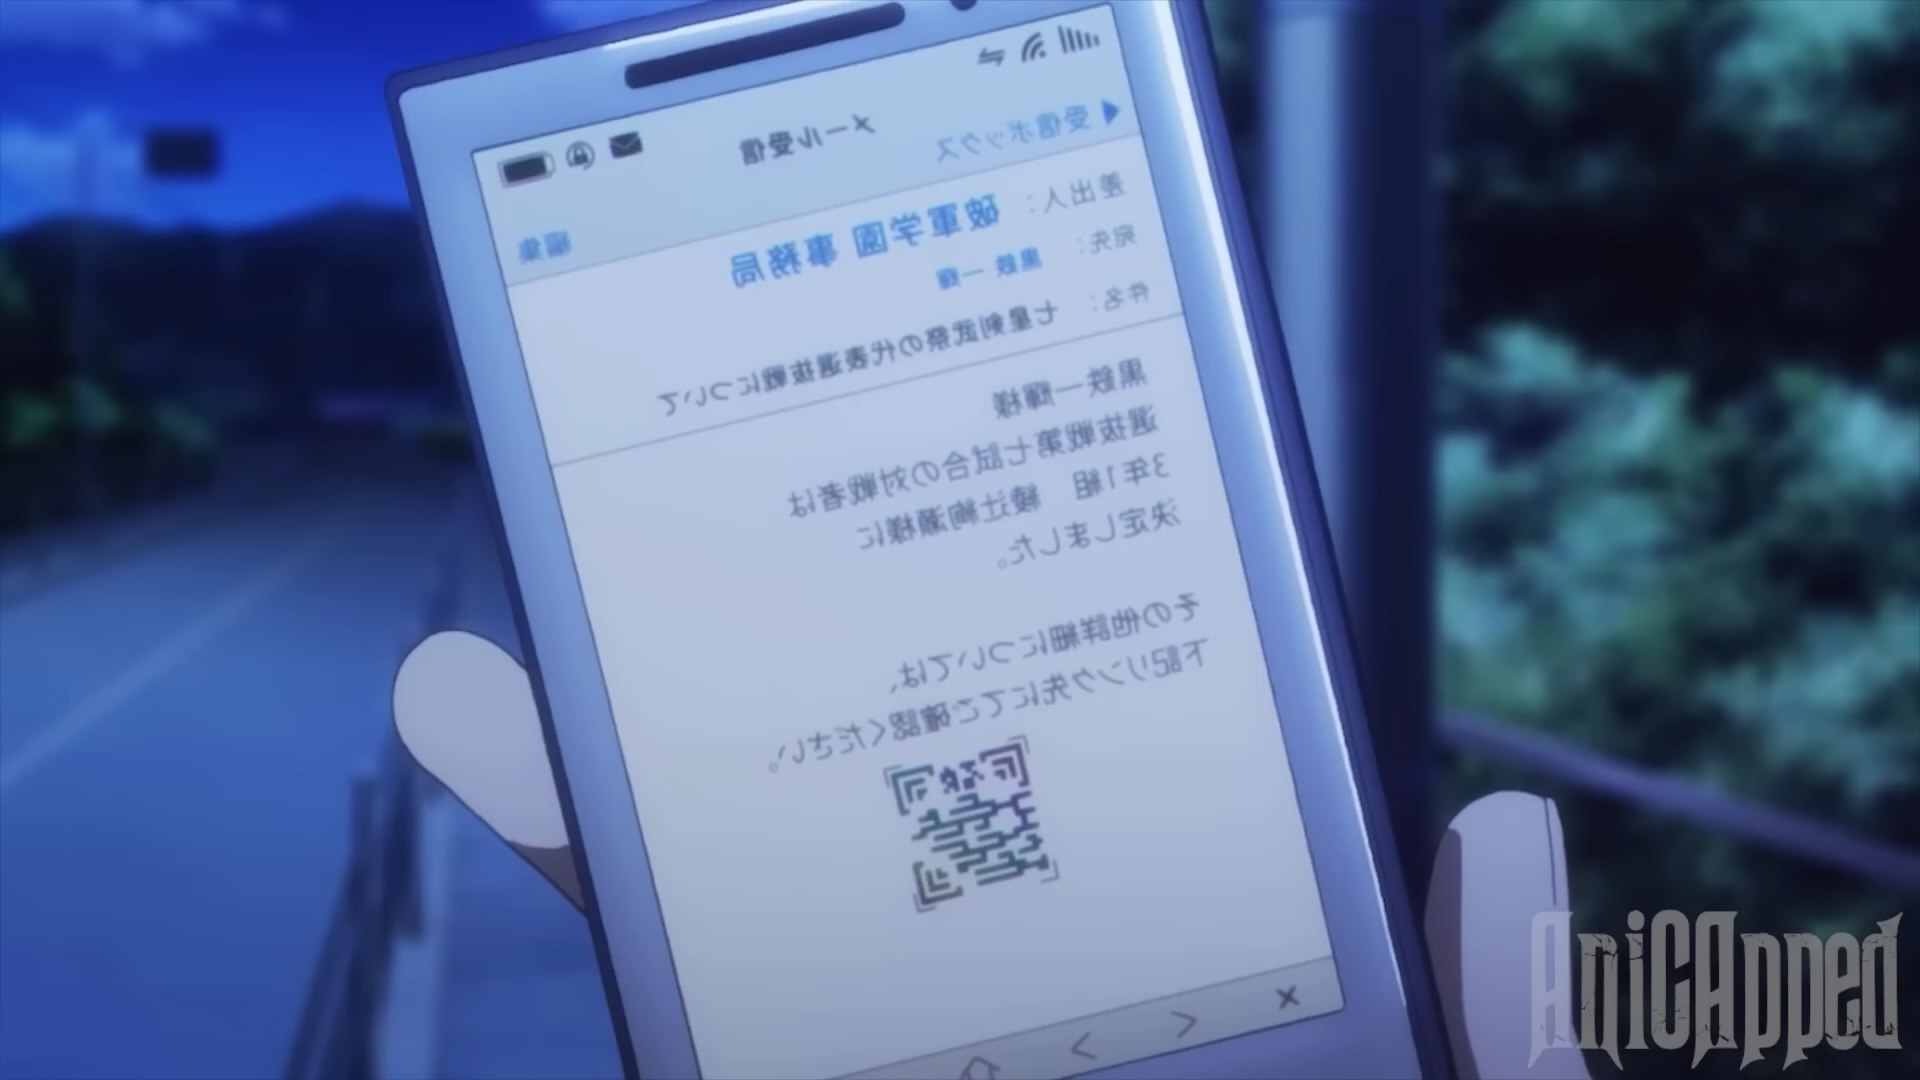 メール受信
受信ボックス
編集
差出人： 破軍学園 事務局
宛先： 黒鉄 一輝
件名： 七星剣武祭の代表選抜戦について
黒鉄一輝様
選抜戦第七試合の対戦者は
3年1組　綾辻絢瀬様に
決定しました。
その他詳細については、
下記リンク先にてご確認ください。
AniCApped